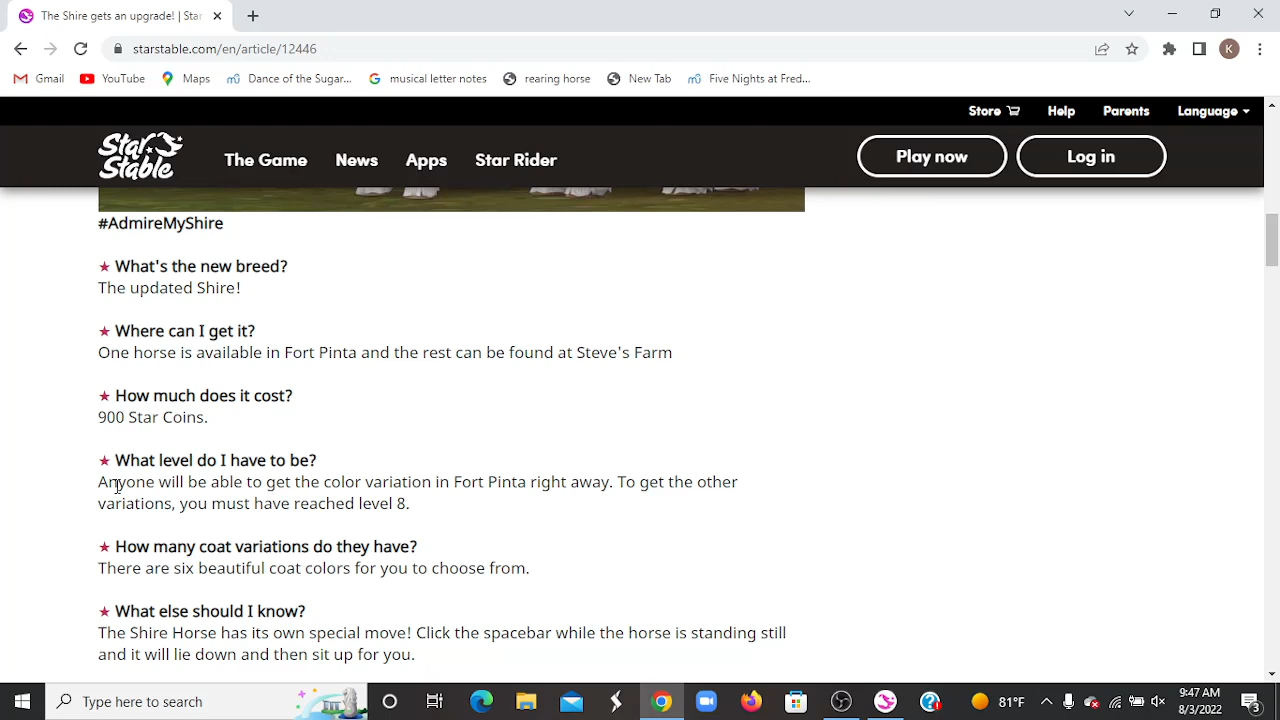 The Shire gets an upgrade! | Star
starstable.com/en/article/12446
K
Gmail
YouTube
Maps
Dance of the Sugar...
musical letter notes
rearing horse
New Tab
Five Nights at Fred...
Store
Help
Parents
Language
Star Stable
The Game
News
Apps
Star Rider
Play now
Log in
#AdmireMyShire
★ What's the new breed?
The updated Shire!
★ Where can I get it?
One horse is available in Fort Pinta and the rest can be found at Steve's Farm
★ How much does it cost?
900 Star Coins.
★ What level do I have to be?
Anyone will be able to get the color variation in Fort Pinta right away. To get the other
variations, you must have reached level 8.
★ How many coat variations do they have?
There are six beautiful coat colors for you to choose from.
★ What else should I know?
The Shire Horse has its own special move! Click the spacebar while the horse is standing still
and it will lie down and then sit up for you.
Type here to search
81°F
9:47 AM
8/3/2022
3